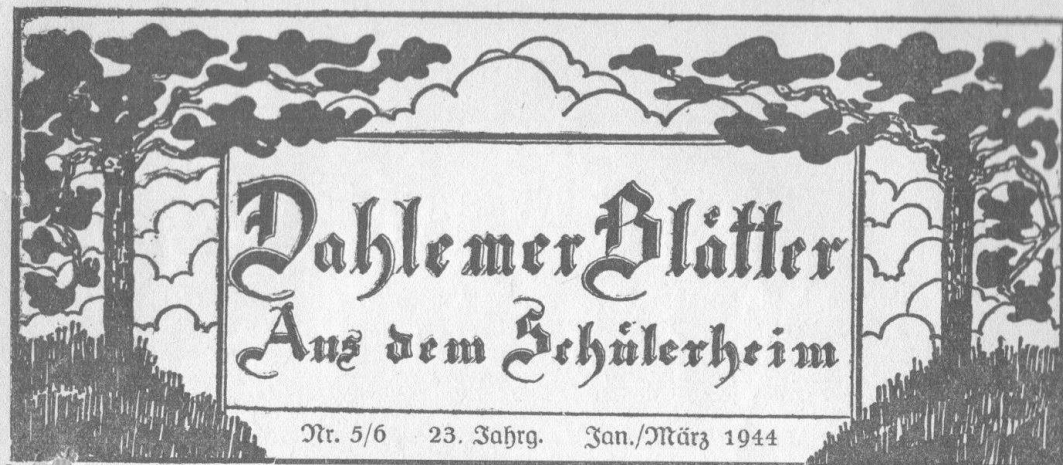 Dahlemer Blätter
Aus dem Schülerheim
Nr. 5/6 23. Jahrg. Jan./März 1944